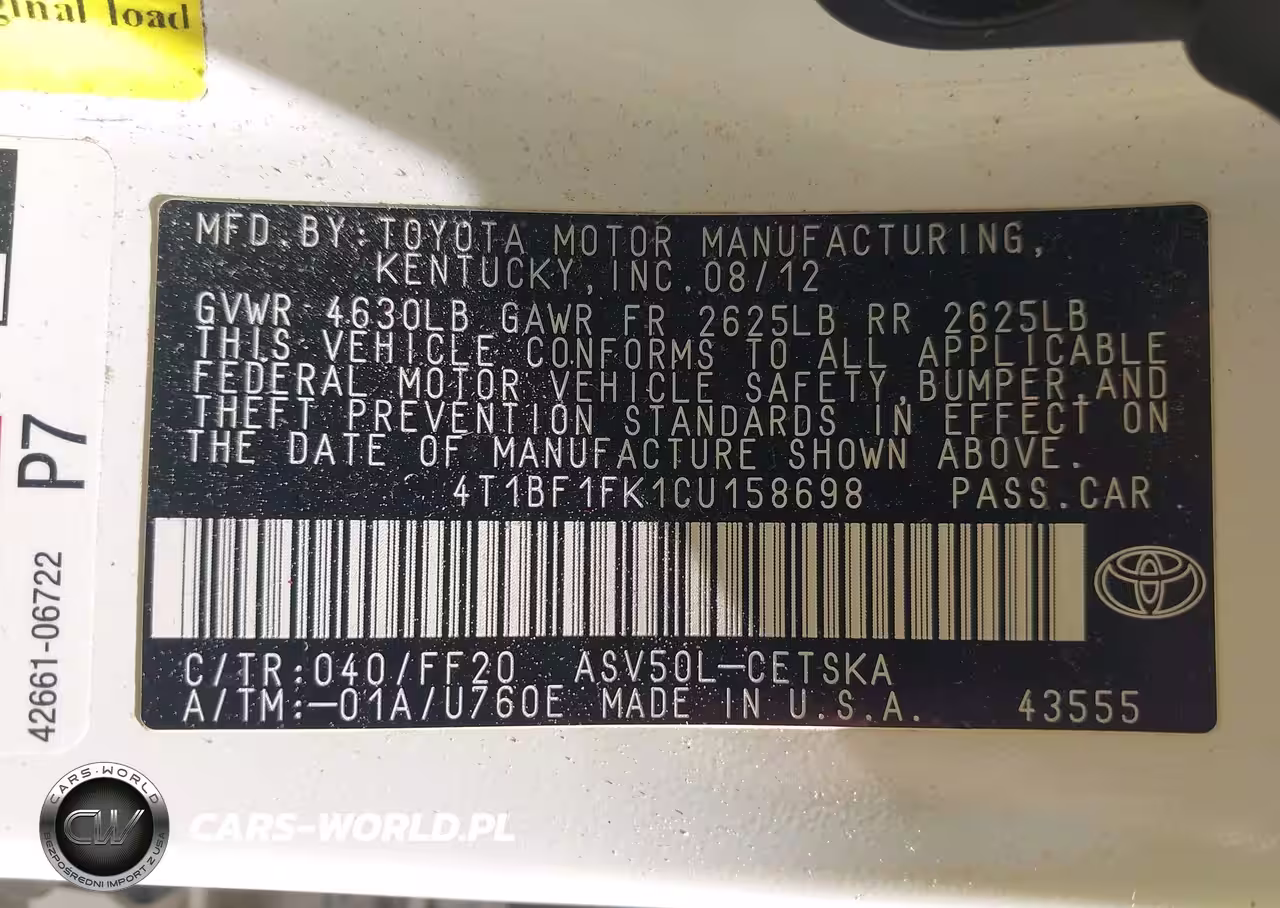 ginal load
P7
42661-06722
MFD.BY:TOYOTA MOTOR MANUFACTURING,
KENTUCKY,INC.08/12
GVWR 4630LB GAWR FR 2625LB RR 2625LB
THIS VEHICLE CONFORMS TO ALL APPLICABLE
FEDERAL MOTOR VEHICLE SAFETY,BUMPER,AND
THEFT PREVENTION STANDARDS IN EFFECT ON
THE DATE OF MANUFACTURE SHOWN ABOVE.
4T1BF1FK1CU158698 PASS.CAR
C/TR:040/FF20 ASV50L-CETSKA
A/TM:-01A/U760E MADE IN U.S.A. 43555
CARS-WORLD
CW
BEZPOŚREDNI IMPORT Z USA
CARS-WORLD.PL